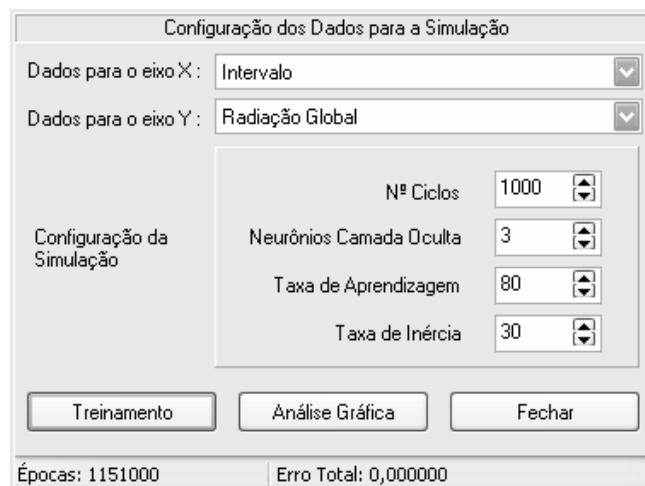 Configuração dos Dados para a Simulação
Dados para o eixo X : Intervalo
Dados para o eixo Y : Radiação Global
Nº Ciclos 1000
Configuração da
Simulação
Neurônios Camada Oculta 3
Taxa de Aprendizagem 80
Taxa de Inércia 30
Treinamento Análise Gráfica Fechar
Épocas: 1151000 Erro Total: 0,000000